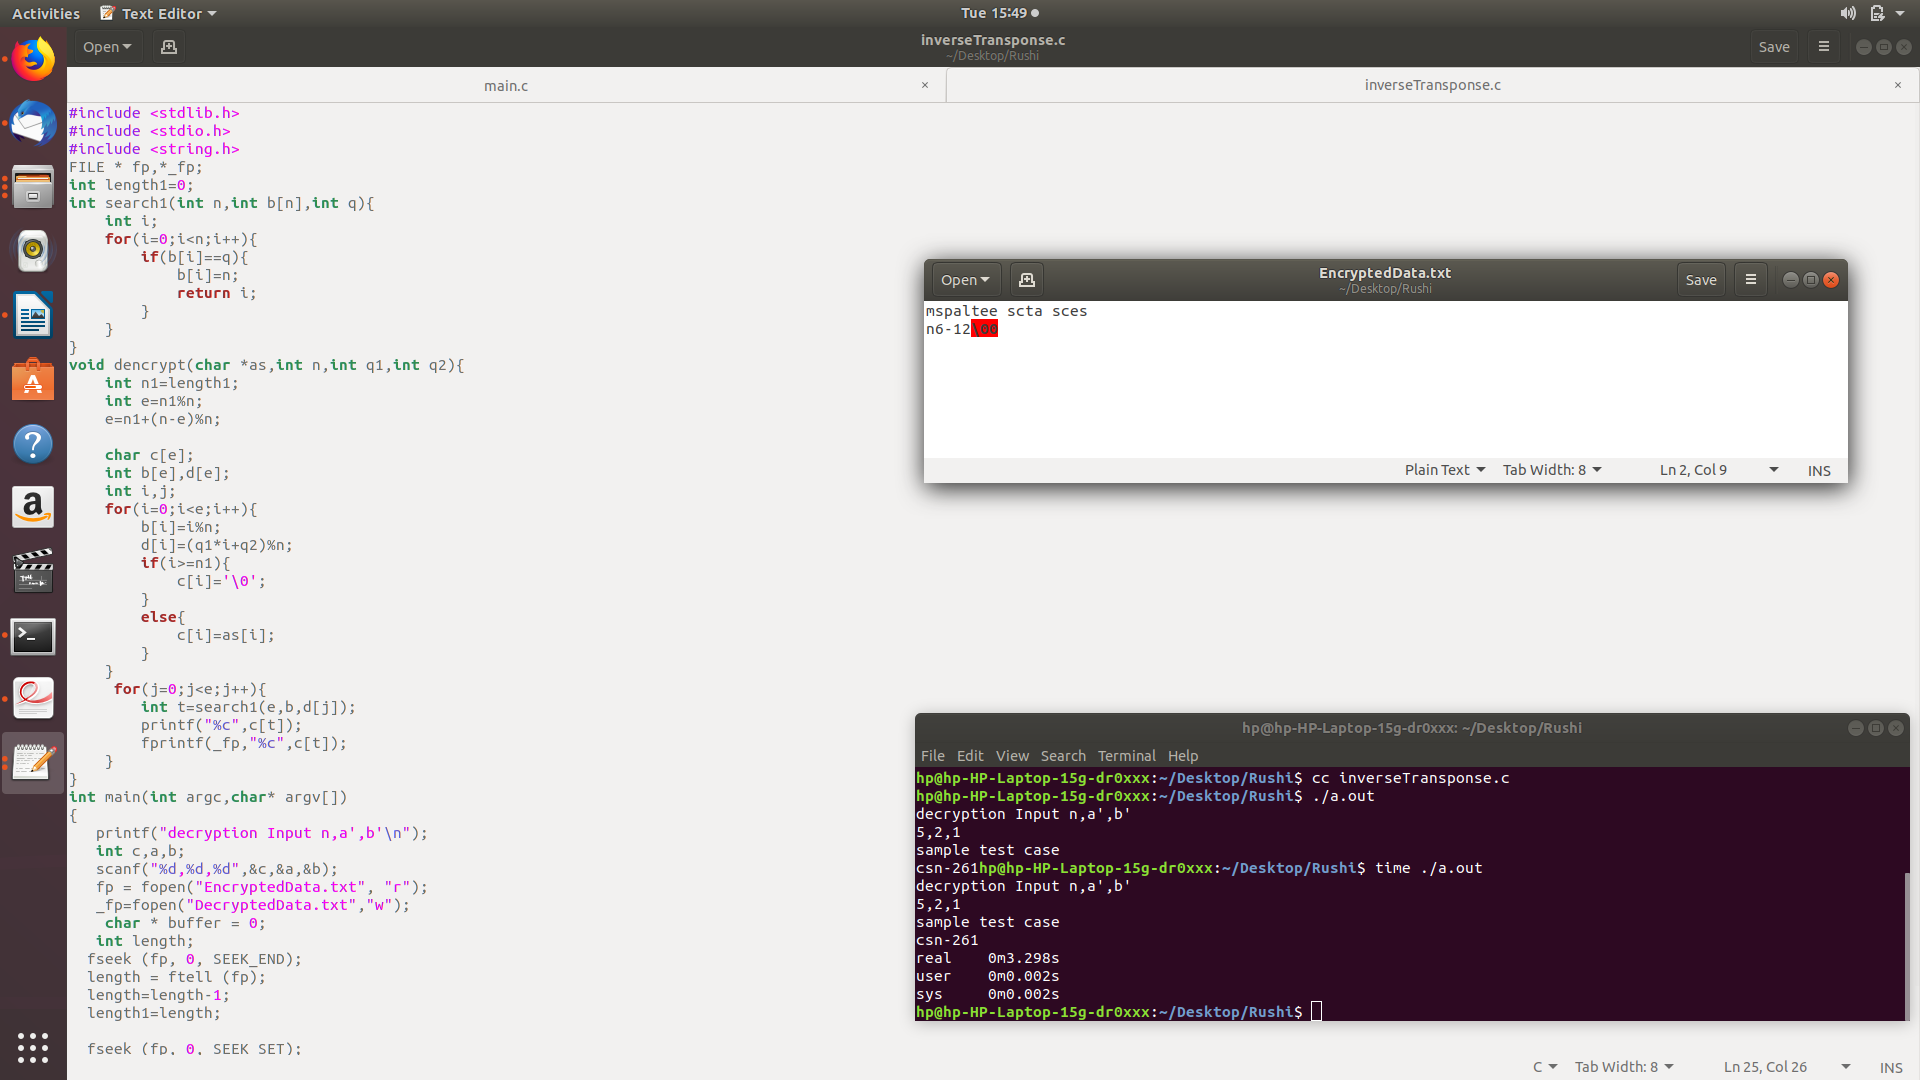 Activities Text Editor Tue 15:49
Open inverseTransponse.c Save
~/Desktop/Rushi
main.c × inverseTransponse.c ×
#include <stdlib.h>
#include <stdio.h>
#include <string.h>
FILE * fp,*_fp;
int length1=0;
int search1(int n,int b[n],int q){
    int i;
    for(i=0;i<n;i++){
        if(b[i]==q){
            b[i]=n;
            return i;
        }
    }
}
void dencrypt(char *as,int n,int q1,int q2){
    int n1=length1;
    int e=n1%n;
    e=n1+(n-e)%n;
    char c[e];
    int b[e],d[e];
    int i,j;
    for(i=0;i<e;i++){
        b[i]=i%n;
        d[i]=(q1*i+q2)%n;
        if(i>=n1){
            c[i]='\0';
        }
        else{
            c[i]=as[i];
        }
    }
     for(j=0;j<e;j++){
        int t=search1(e,b,d[j]);
        printf("%c",c[t]);
        fprintf(_fp,"%c",c[t]);
    }
}
int main(int argc,char* argv[])
{
   printf("decryption Input n,a',b'\n");
   int c,a,b;
   scanf("%d,%d,%d",&c,&a,&b);
   fp = fopen("EncryptedData.txt", "r");
   _fp=fopen("DecryptedData.txt","w");
    char * buffer = 0;
   int length;
  fseek (fp, 0, SEEK_END);
  length = ftell (fp);
  length=length-1;
  length1=length;
  fseek (fp, 0, SEEK_SET);
Open EncryptedData.txt Save
~/Desktop/Rushi
mspaltee scta sces
n6-12\00
Plain Text Tab Width: 8 Ln 2, Col 9 INS
hp@hp-HP-Laptop-15g-dr0xxx: ~/Desktop/Rushi
File Edit View Search Terminal Help
hp@hp-HP-Laptop-15g-dr0xxx:~/Desktop/Rushi$ cc inverseTransponse.c
hp@hp-HP-Laptop-15g-dr0xxx:~/Desktop/Rushi$ ./a.out
decryption Input n,a',b'
5,2,1
sample test case
csn-261hp@hp-HP-Laptop-15g-dr0xxx:~/Desktop/Rushi$ time ./a.out
decryption Input n,a',b'
5,2,1
sample test case
csn-261
real    0m3.298s
user    0m0.002s
sys     0m0.002s
hp@hp-HP-Laptop-15g-dr0xxx:~/Desktop/Rushi$
C Tab Width: 8 Ln 25, Col 26 INS